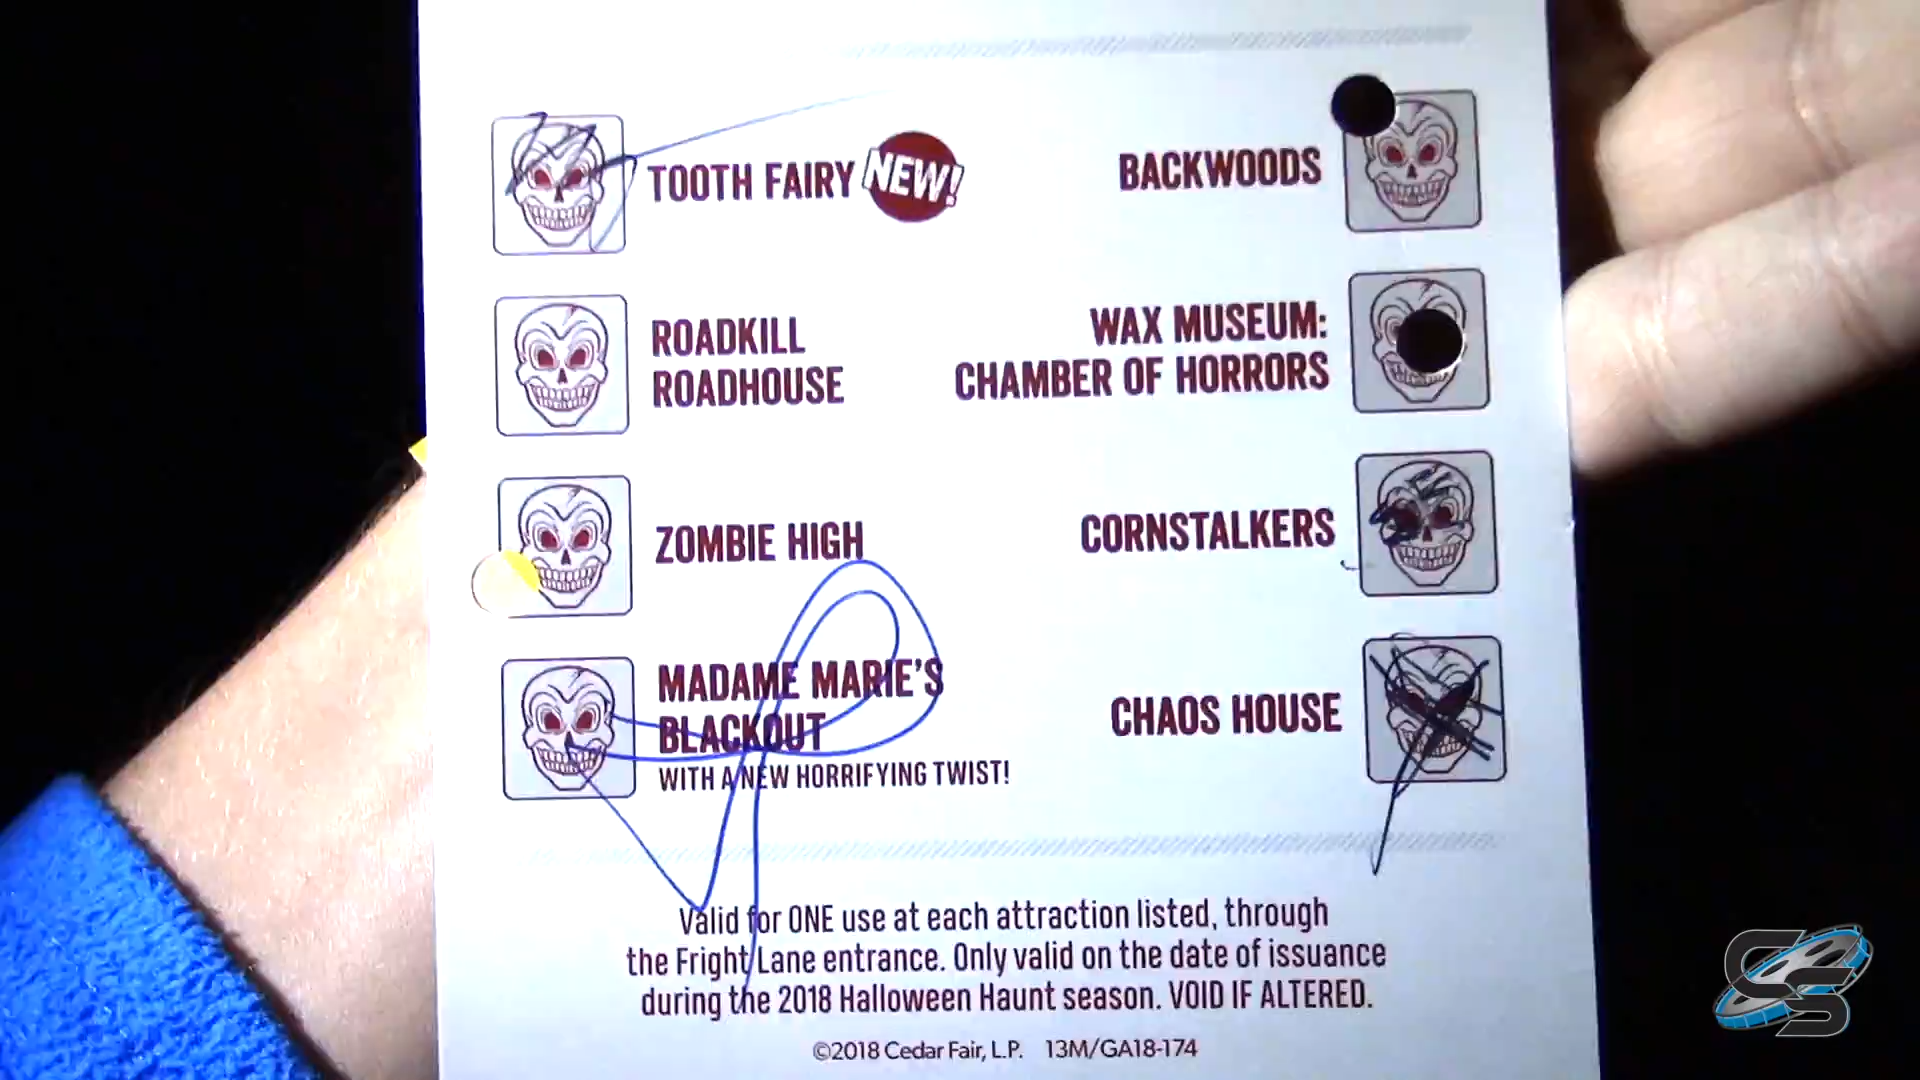 TOOTH FAIRY NEW!
ROADKILL
ROADHOUSE
ZOMBIE HIGH
MADAME MARIE'S
BLACKOUT
WITH A NEW HORRIFYING TWIST!
BACKWOODS
WAX MUSEUM:
CHAMBER OF HORRORS
CORNSTALKERS
CHAOS HOUSE
Valid for ONE use at each attraction listed, through
the Fright Lane entrance. Only valid on the date of issuance
during the 2018 Halloween Haunt season. VOID IF ALTERED.
©2018 Cedar Fair, L.P. 13M/GA18-174
CS